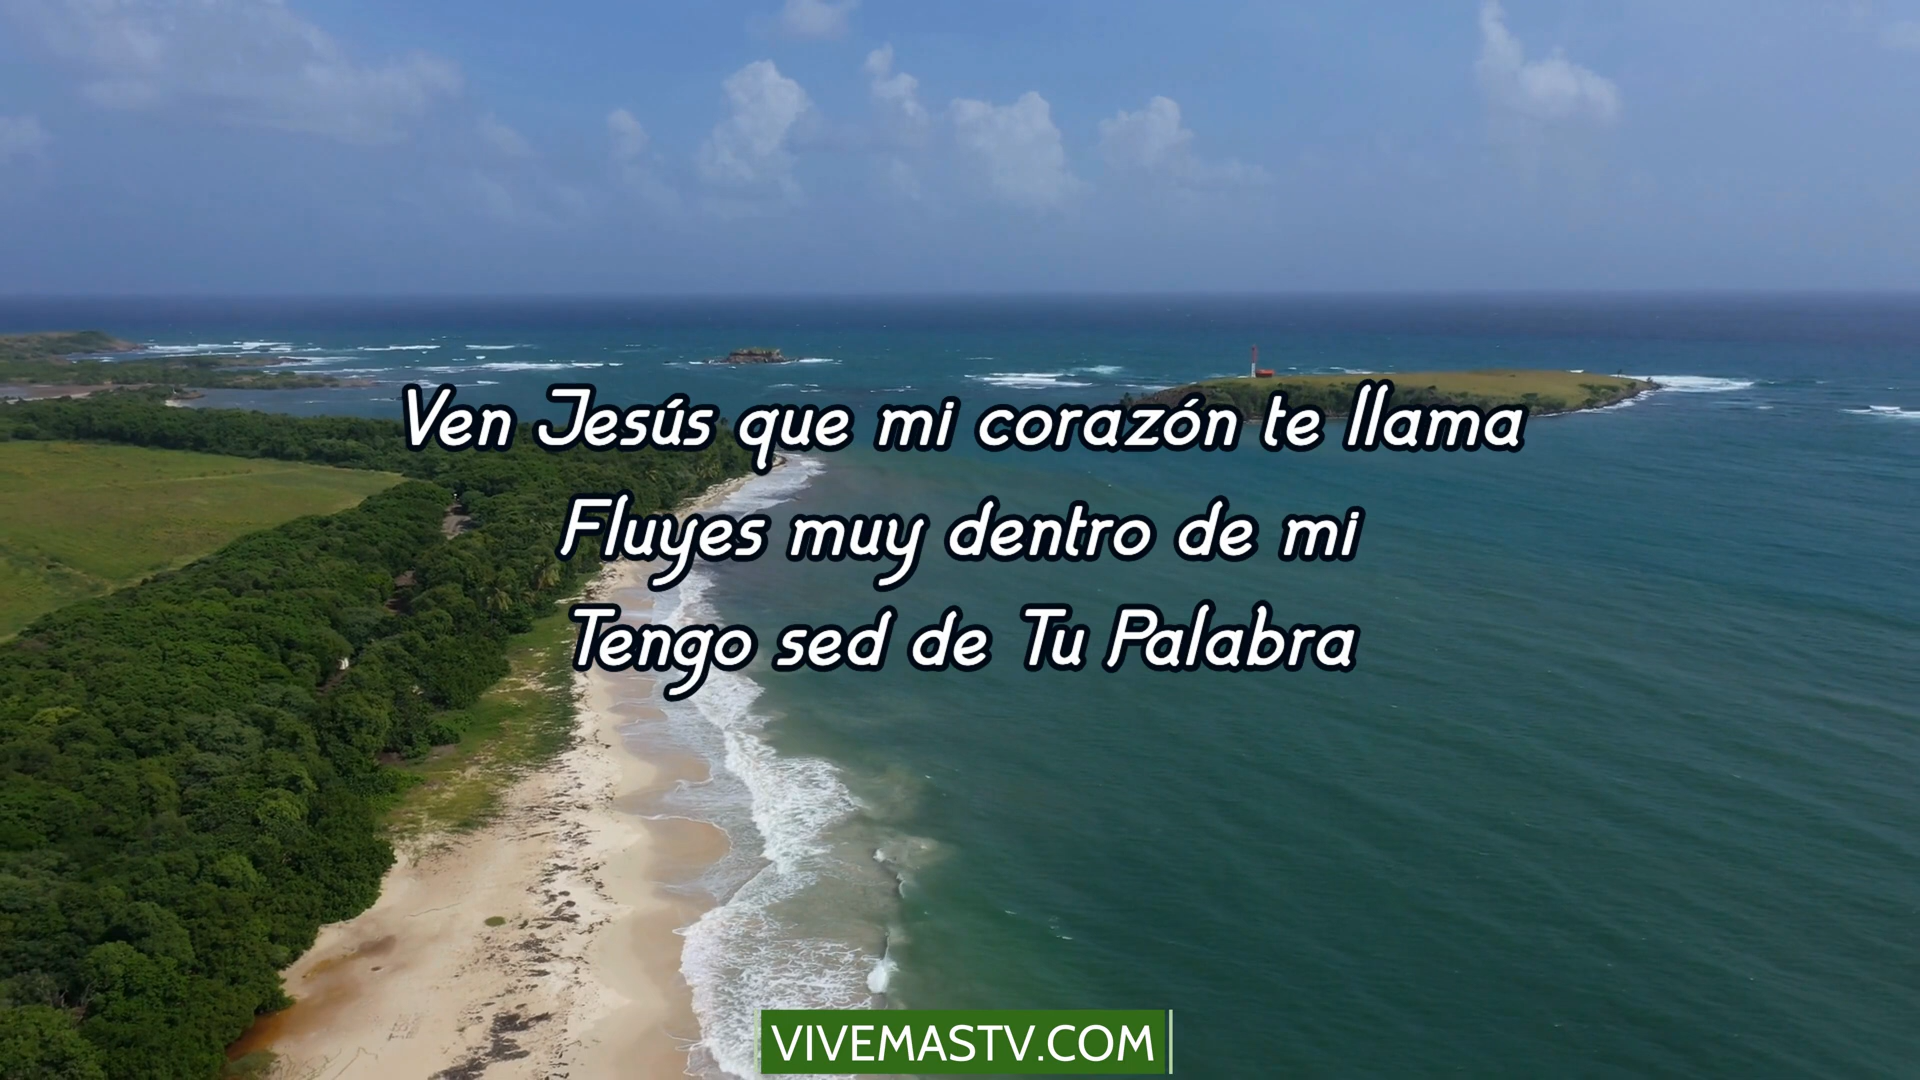 Ven Jesús que mi corazón te llama
Fluyes muy dentro de mi
Tengo sed de Tu Palabra
VIVEMASTV.COM